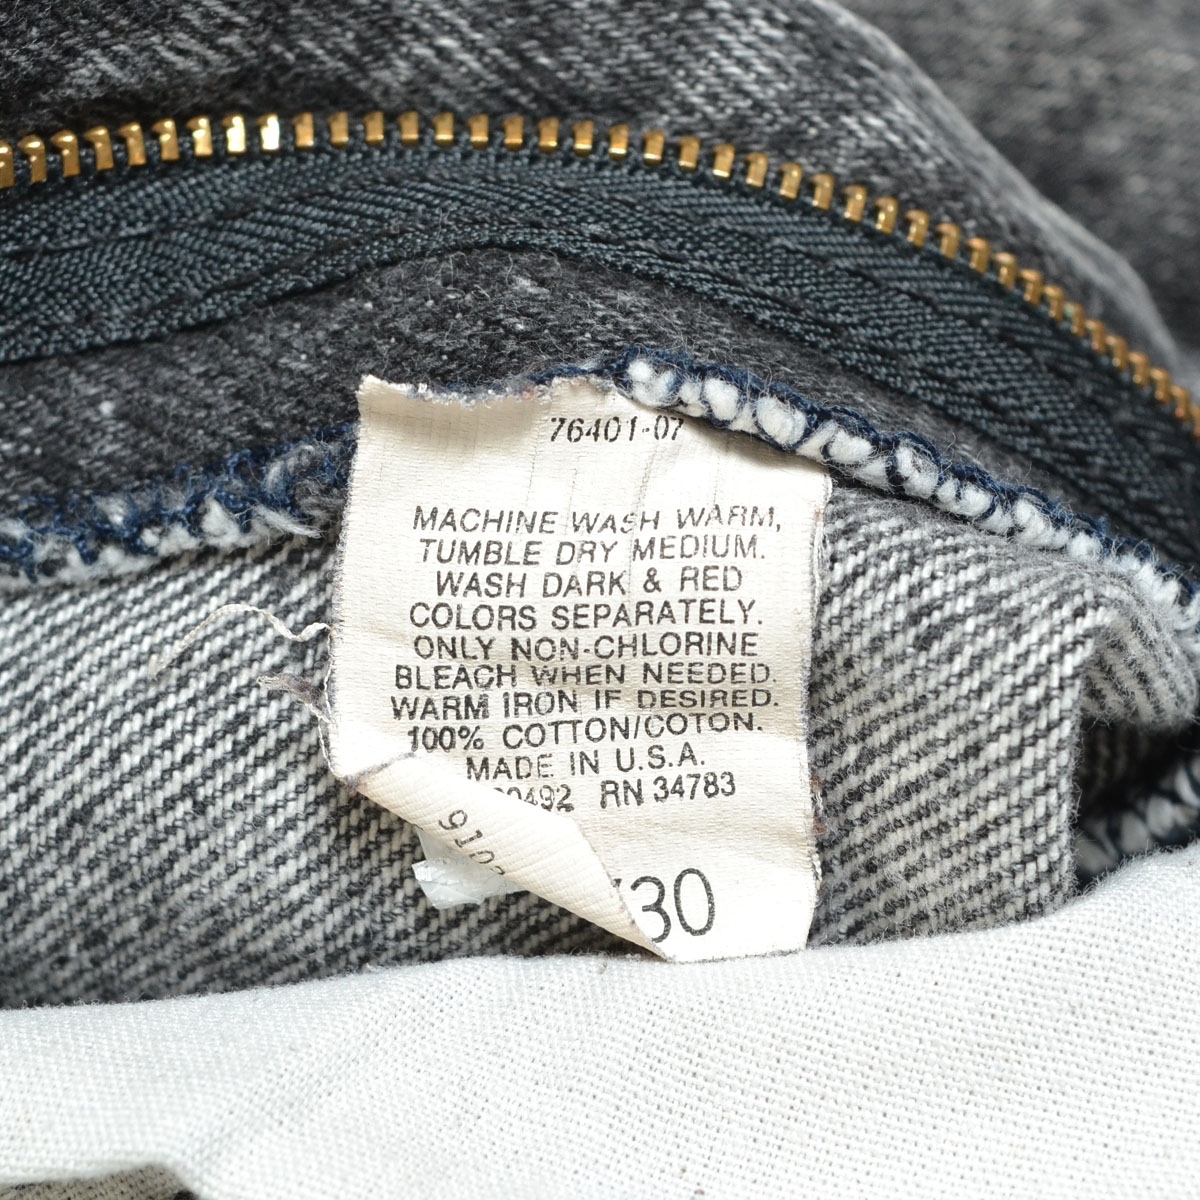 76401-07
MACHINE WASH WARM,
TUMBLE DRY MEDIUM.
WASH DARK & RED
COLORS SEPARATELY.
ONLY NON-CHLORINE
BLEACH WHEN NEEDED.
WARM IRON IF DESIRED.
100% COTTON/COTON.
MADE IN U.S.A.
RN 34783
30